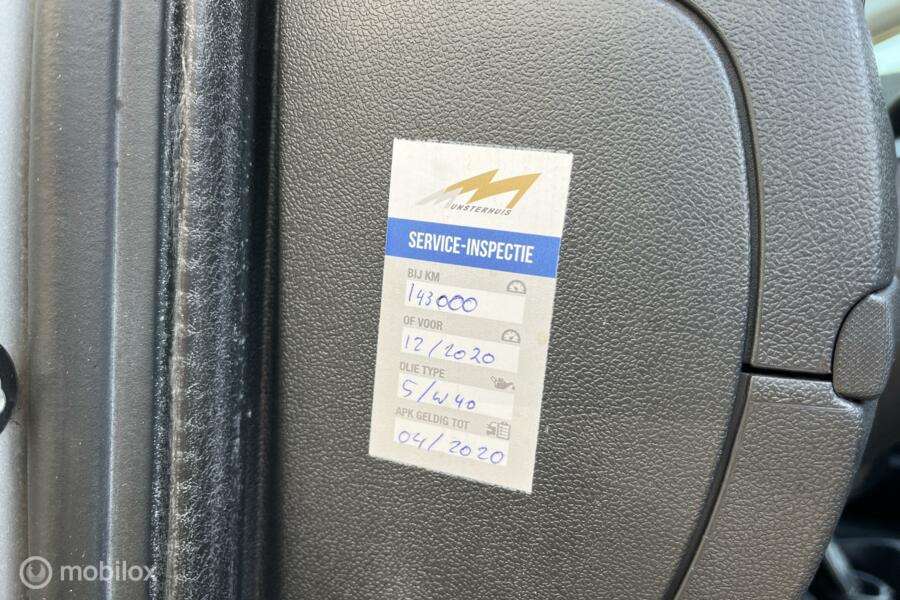 MUNSTERHUIS
SERVICE-INSPECTIE
BIJ KM
143000
OF VOOR
12/2020
OLIE TYPE
5/W40
APK GELDIG TOT
04/2020
mobilox